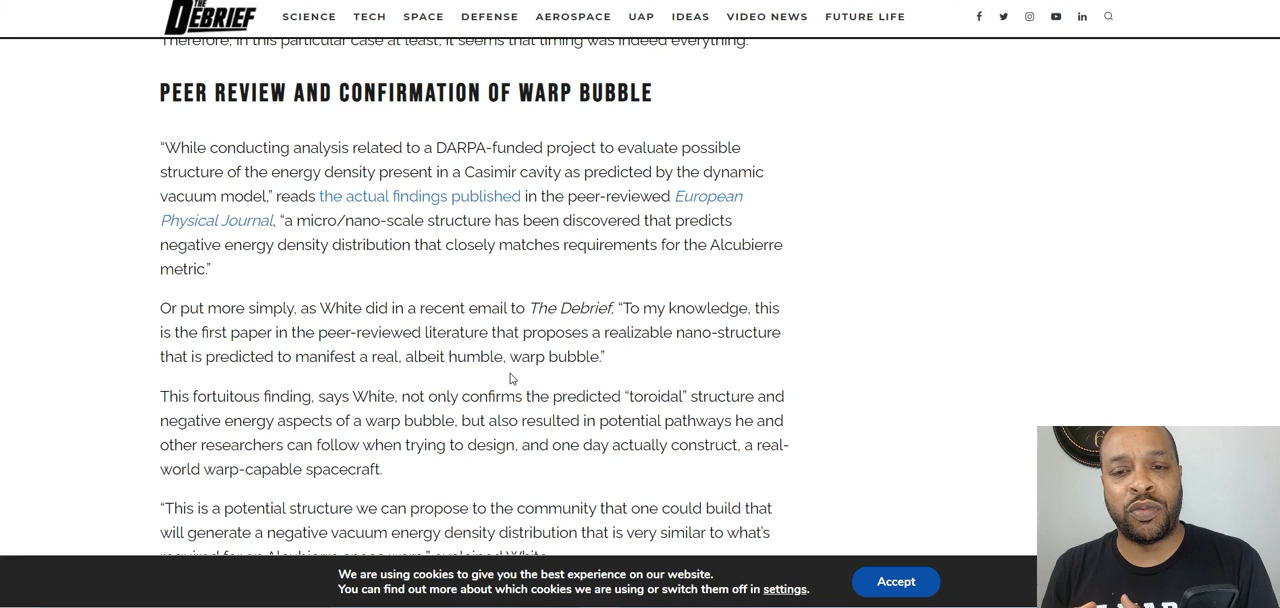 THE
DEBRIEF
SCIENCE TECH SPACE DEFENSE AEROSPACE UAP IDEAS VIDEO NEWS FUTURE LIFE
Therefore, in this particular case at least, it seems that timing was indeed everything.
PEER REVIEW AND CONFIRMATION OF WARP BUBBLE
“While conducting analysis related to a DARPA-funded project to evaluate possible
structure of the energy density present in a Casimir cavity as predicted by the dynamic
vacuum model,” reads the actual findings published in the peer-reviewed European
Physical Journal, “a micro/nano-scale structure has been discovered that predicts
negative energy density distribution that closely matches requirements for the Alcubierre
metric.”
Or put more simply, as White did in a recent email to The Debrief, “To my knowledge, this
is the first paper in the peer-reviewed literature that proposes a realizable nano-structure
that is predicted to manifest a real, albeit humble, warp bubble.”
This fortuitous finding, says White, not only confirms the predicted “toroidal” structure and
negative energy aspects of a warp bubble, but also resulted in potential pathways he and
other researchers can follow when trying to design, and one day actually construct, a real-
world warp-capable spacecraft.
“This is a potential structure we can propose to the community that one could build that
will generate a negative vacuum energy density distribution that is very similar to what’s
required for an Alcubierre space warp,” explained White.
We are using cookies to give you the best experience on our website.
You can find out more about which cookies we are using or switch them off in settings.
Accept